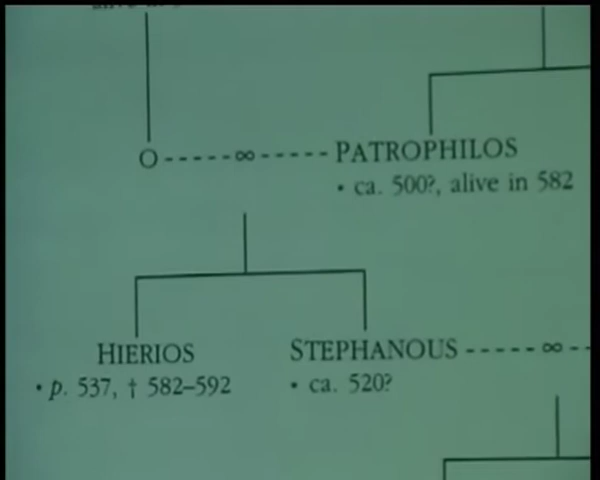 O-----∞-----PATROPHILOS
• ca. 500?, alive in 582
HIERIOS
• p. 537, † 582–592
STEPHANOUS-----∞--
• ca. 520?